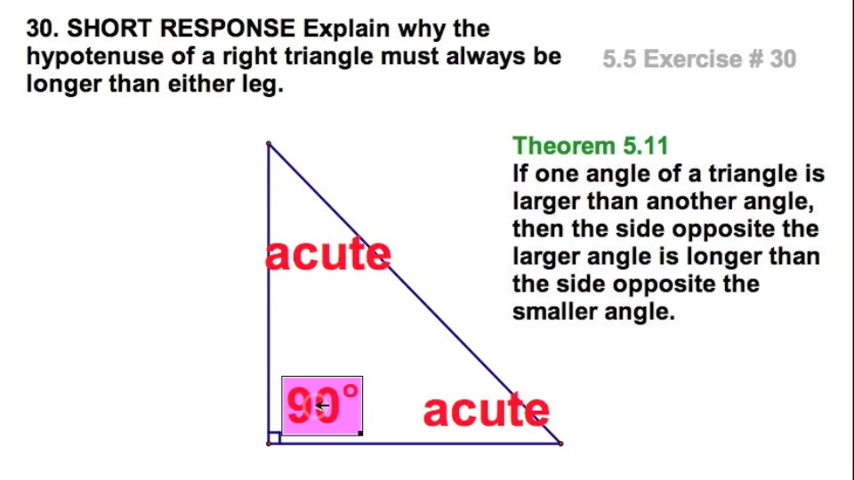 30. SHORT RESPONSE Explain why the
hypotenuse of a right triangle must always be
longer than either leg.
5.5 Exercise # 30
Theorem 5.11
If one angle of a triangle is
larger than another angle,
then the side opposite the
larger angle is longer than
the side opposite the
smaller angle.
acute
90°
acute